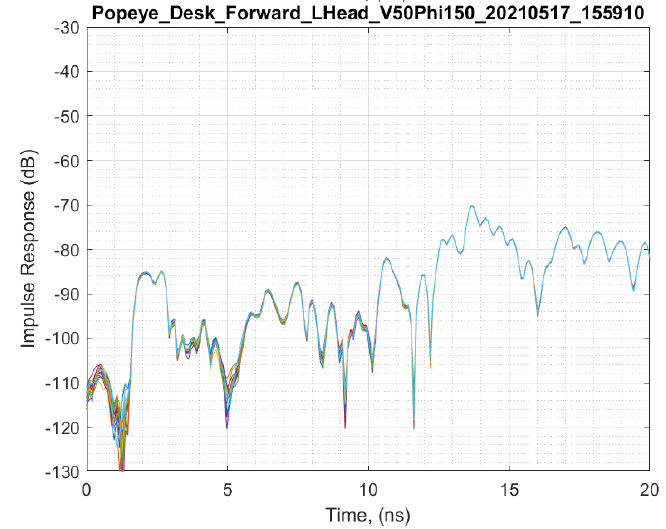 Popeye_Desk_Forward_LHead_V50Phi150_20210517_155910
-30
-40
-50
-60
-70
-80
-90
-100
-110
-120
-130
Impulse Response (dB)
0 5 10 15 20
Time, (ns)